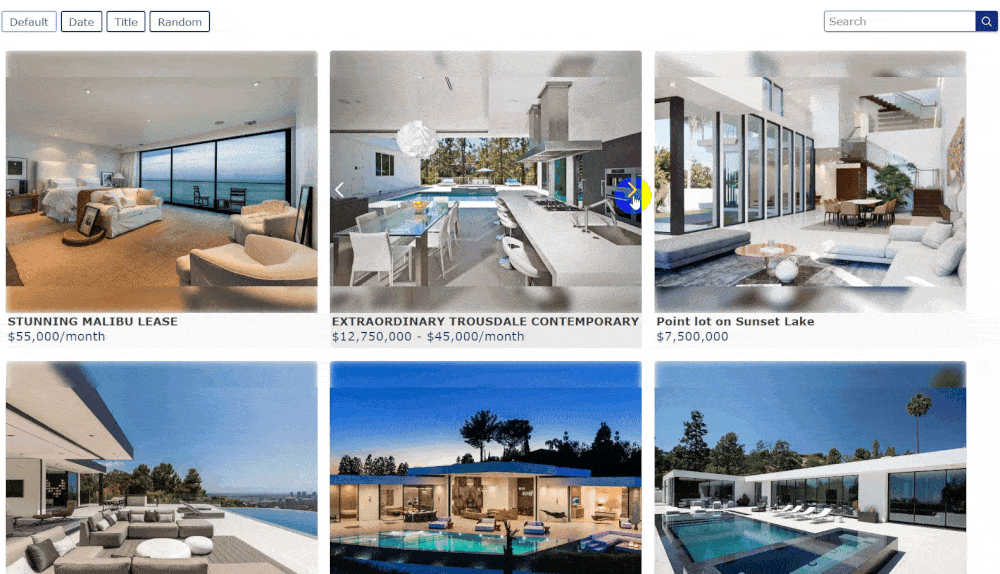 Default Date Title Random Search
STUNNING MALIBU LEASE
$55,000/month
EXTRAORDINARY TROUSDALE CONTEMPORARY
$12,750,000 - $45,000/month
Point lot on Sunset Lake
$7,500,000